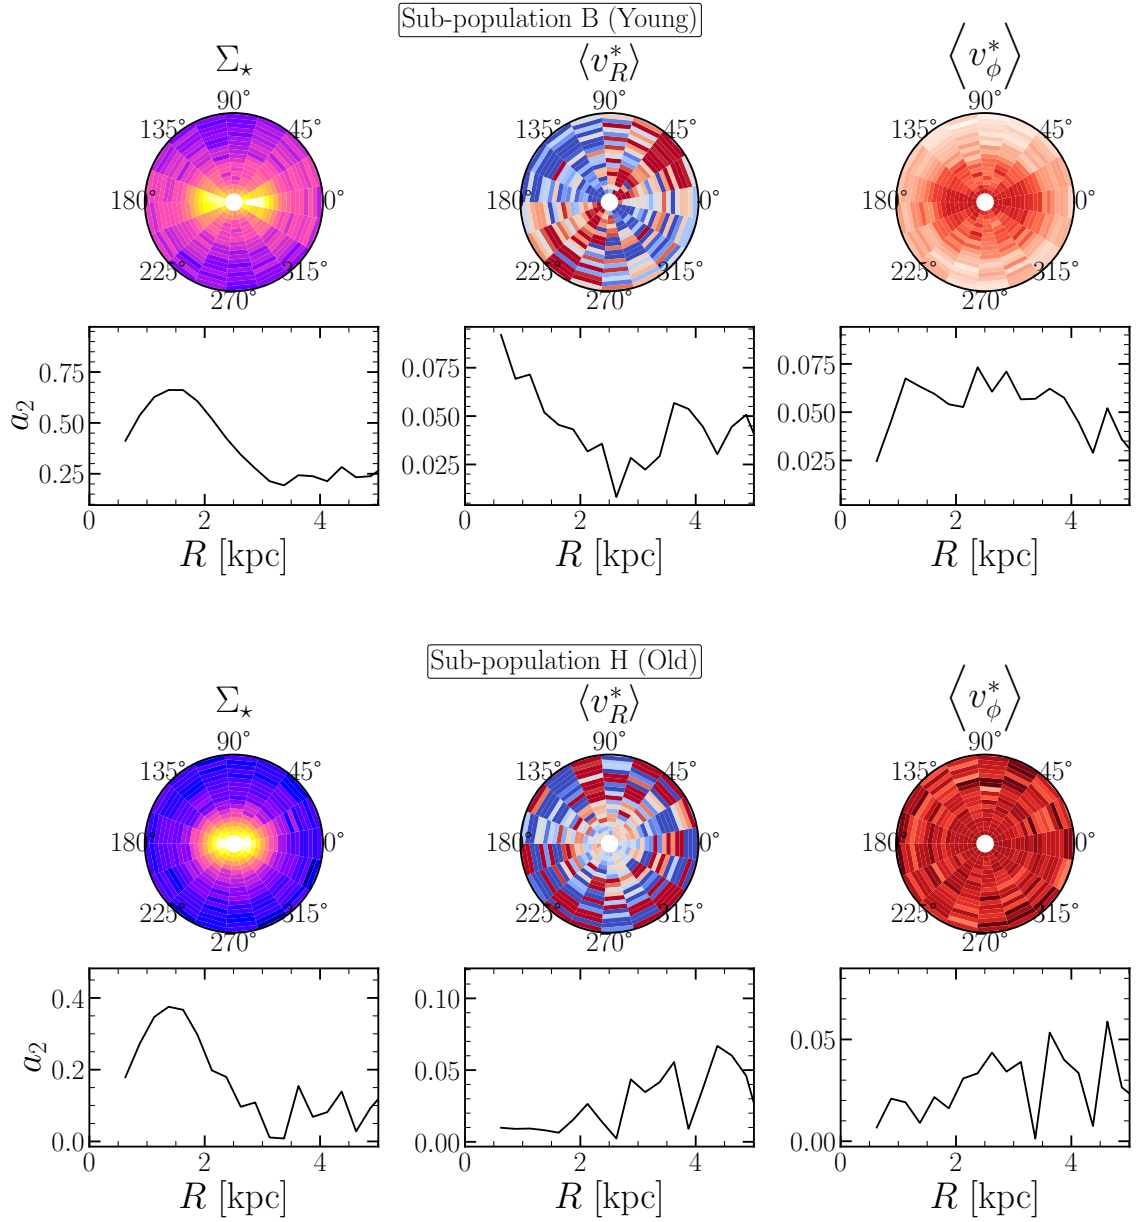 Sub-population B (Young)
Σ⋆ ⟨v*_R⟩ ⟨v*_ϕ⟩
90° 90° 90°
135° 45° 135° 45° 135° 45°
180° 0° 180° 0° 180° 0°
225° 315° 225° 315° 225° 315°
270° 270° 270°
a₂
0.75
0.50
0.25
0 2 4
R [kpc]
0.075
0.050
0.025
0 2 4
R [kpc]
0.075
0.050
0.025
0 2 4
R [kpc]
Sub-population H (Old)
Σ⋆ ⟨v*_R⟩ ⟨v*_ϕ⟩
90° 90° 90°
135° 45° 135° 45° 135° 45°
180° 0° 180° 0° 180° 0°
225° 315° 225° 315° 225° 315°
270° 270° 270°
a₂
0.4
0.2
0.0
0 2 4
R [kpc]
0.10
0.05
0.00
0 2 4
R [kpc]
0.05
0.00
0 2 4
R [kpc]